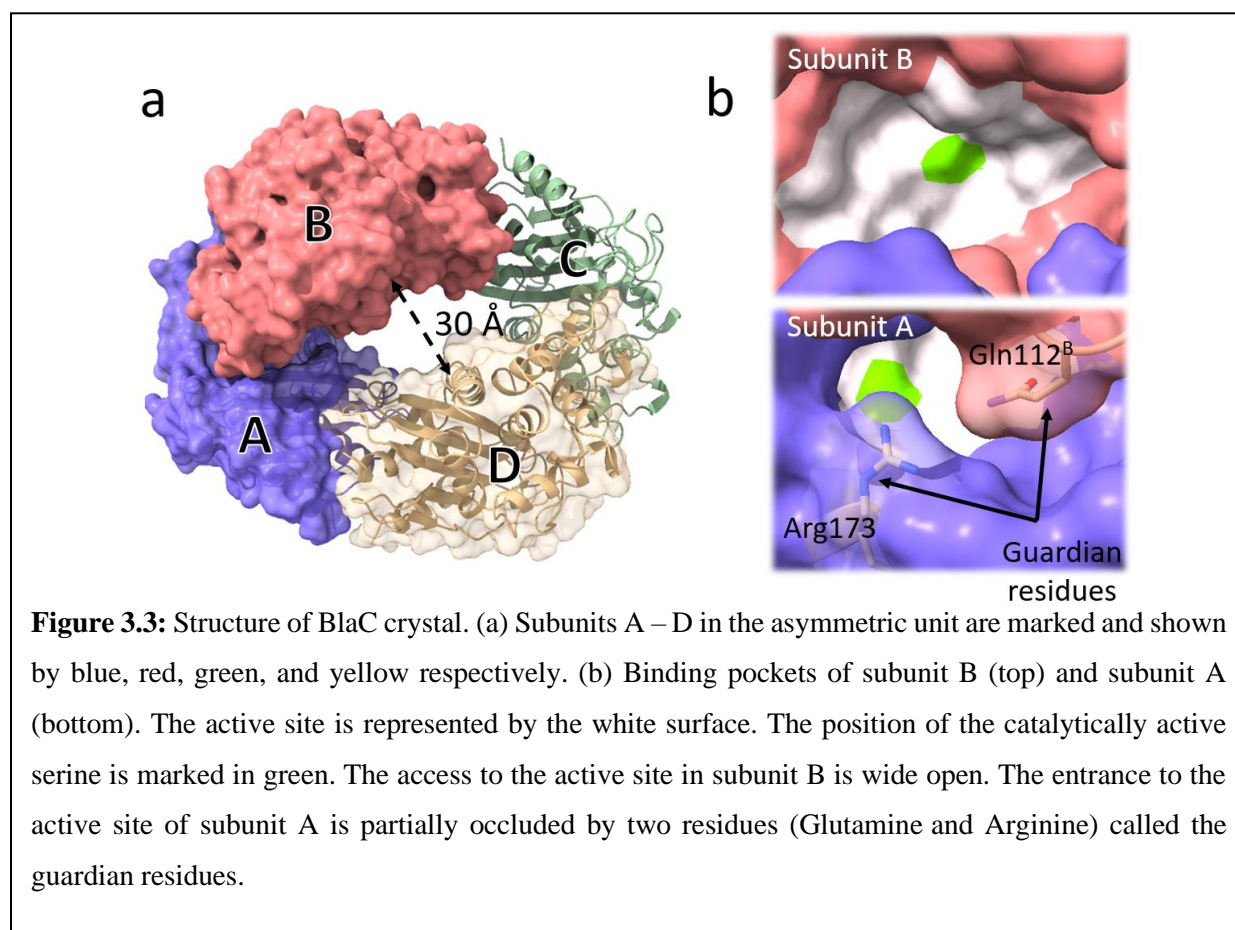 a
B
C
30 Å
A
D
b
Subunit B
Subunit A
Gln112B
Arg173
Guardian
residues
Figure 3.3: Structure of BlaC crystal. (a) Subunits A – D in the asymmetric unit are marked and shown
by blue, red, green, and yellow respectively. (b) Binding pockets of subunit B (top) and subunit A
(bottom). The active site is represented by the white surface. The position of the catalytically active
serine is marked in green. The access to the active site in subunit B is wide open. The entrance to the
active site of subunit A is partially occluded by two residues (Glutamine and Arginine) called the
guardian residues.